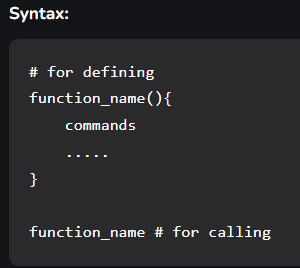 Syntax:
# for defining
function_name(){
    commands
    .....
}
function_name # for calling